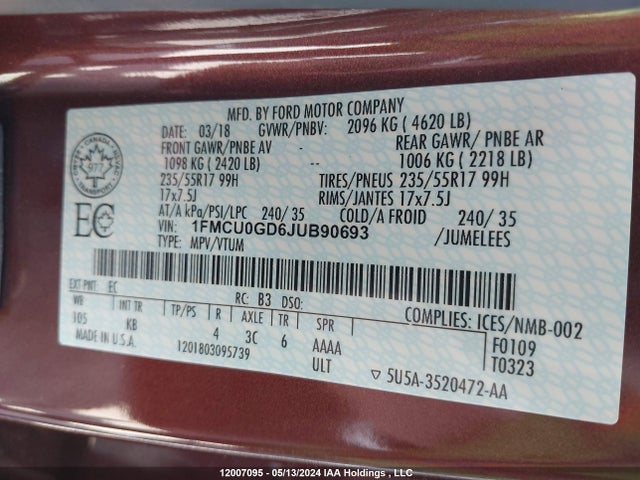 MFD. BY FORD MOTOR COMPANY
DATE: 03/18 GVWR/PNBV: 2096 KG ( 4620 LB)
FRONT GAWR/PNBE AV REAR GAWR/ PNBE AR
1098 KG ( 2420 LB) -- 1006 KG ( 2218 LB)
235/55R17 99H TIRES/PNEUS 235/55R17 99H
17x7.5J RIMS/JANTES 17x7.5J
AT/A kPa/PSI/LPC 240/ 35 COLD/A FROID 240/ 35
VIN: 1FMCU0GD6JUB90693 /JUMELEES
TYPE: MPV/VTUM
CANADA
977
T
EC
EXT PNT: EC RC: B3 DSO:
WB INT TR TP/PS R AXLE TR SPR COMPLIES: ICES/NMB-002
105 KB 4 3C 6 AAAA F0109
MADE IN U.S.A. 1201803095739 ULT T0323
▽ 5U5A-3520472-AA
12007095 - 05/13/2024 IAA Holdings , LLC